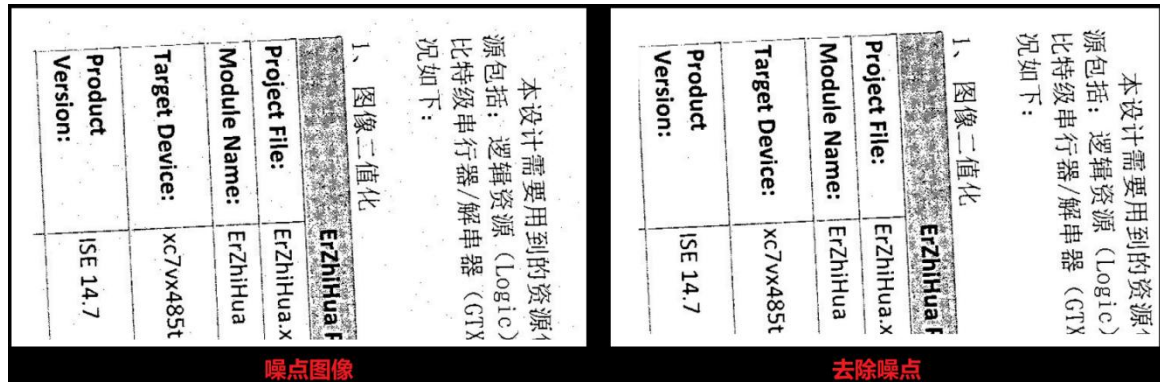 本设计需要用到的资源
源包括: 逻辑资源 (Logic)
比特级串行器/解串器 (GTX
况如下:
1、 图像二值化
ErZhiHua
Project File: ErZhiHua.x
Module Name: ErZhiHua
Target Device: xc7vx485t
Product ISE 14.7
Version:
噪点图像
本设计需要用到的资源
源包括: 逻辑资源 (Logic)
比特级串行器/解串器 (GTX
况如下:
1、 图像二值化
ErZhiHua
Project File: ErZhiHua.x
Module Name: ErZhiHua
Target Device: xc7vx485t
Product ISE 14.7
Version:
去除噪点